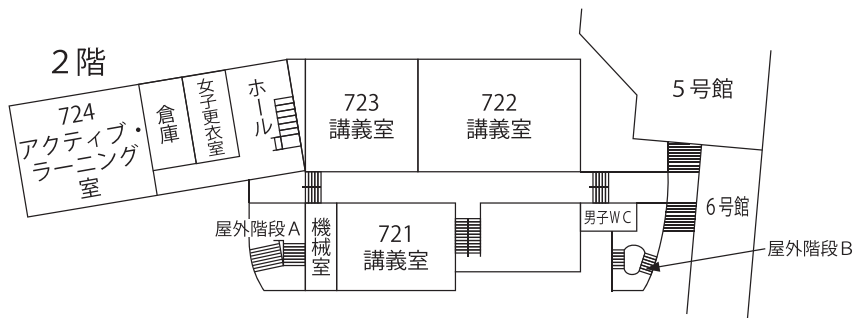 2階
724
アクティブ・
ラーニング
室
倉庫
女子更衣室
ホール
723
講義室
722
講義室
5号館
6号館
屋外階段A
機械室
721
講義室
男子WC
屋外階段B